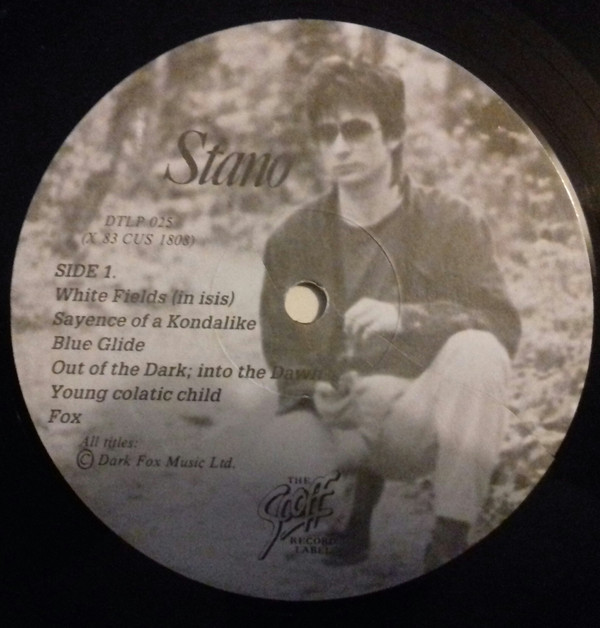 Stano
DTLP 025
(X 83 CUS 1808)
SIDE 1.
White Fields (in isis)
Sayence of a Kondalike
Blue Glide
Out of the Dark; into the Dawn
Young colatic child
Fox
All titles:
© Dark Fox Music Ltd.
THE
Scoff
RECORD
LABEL